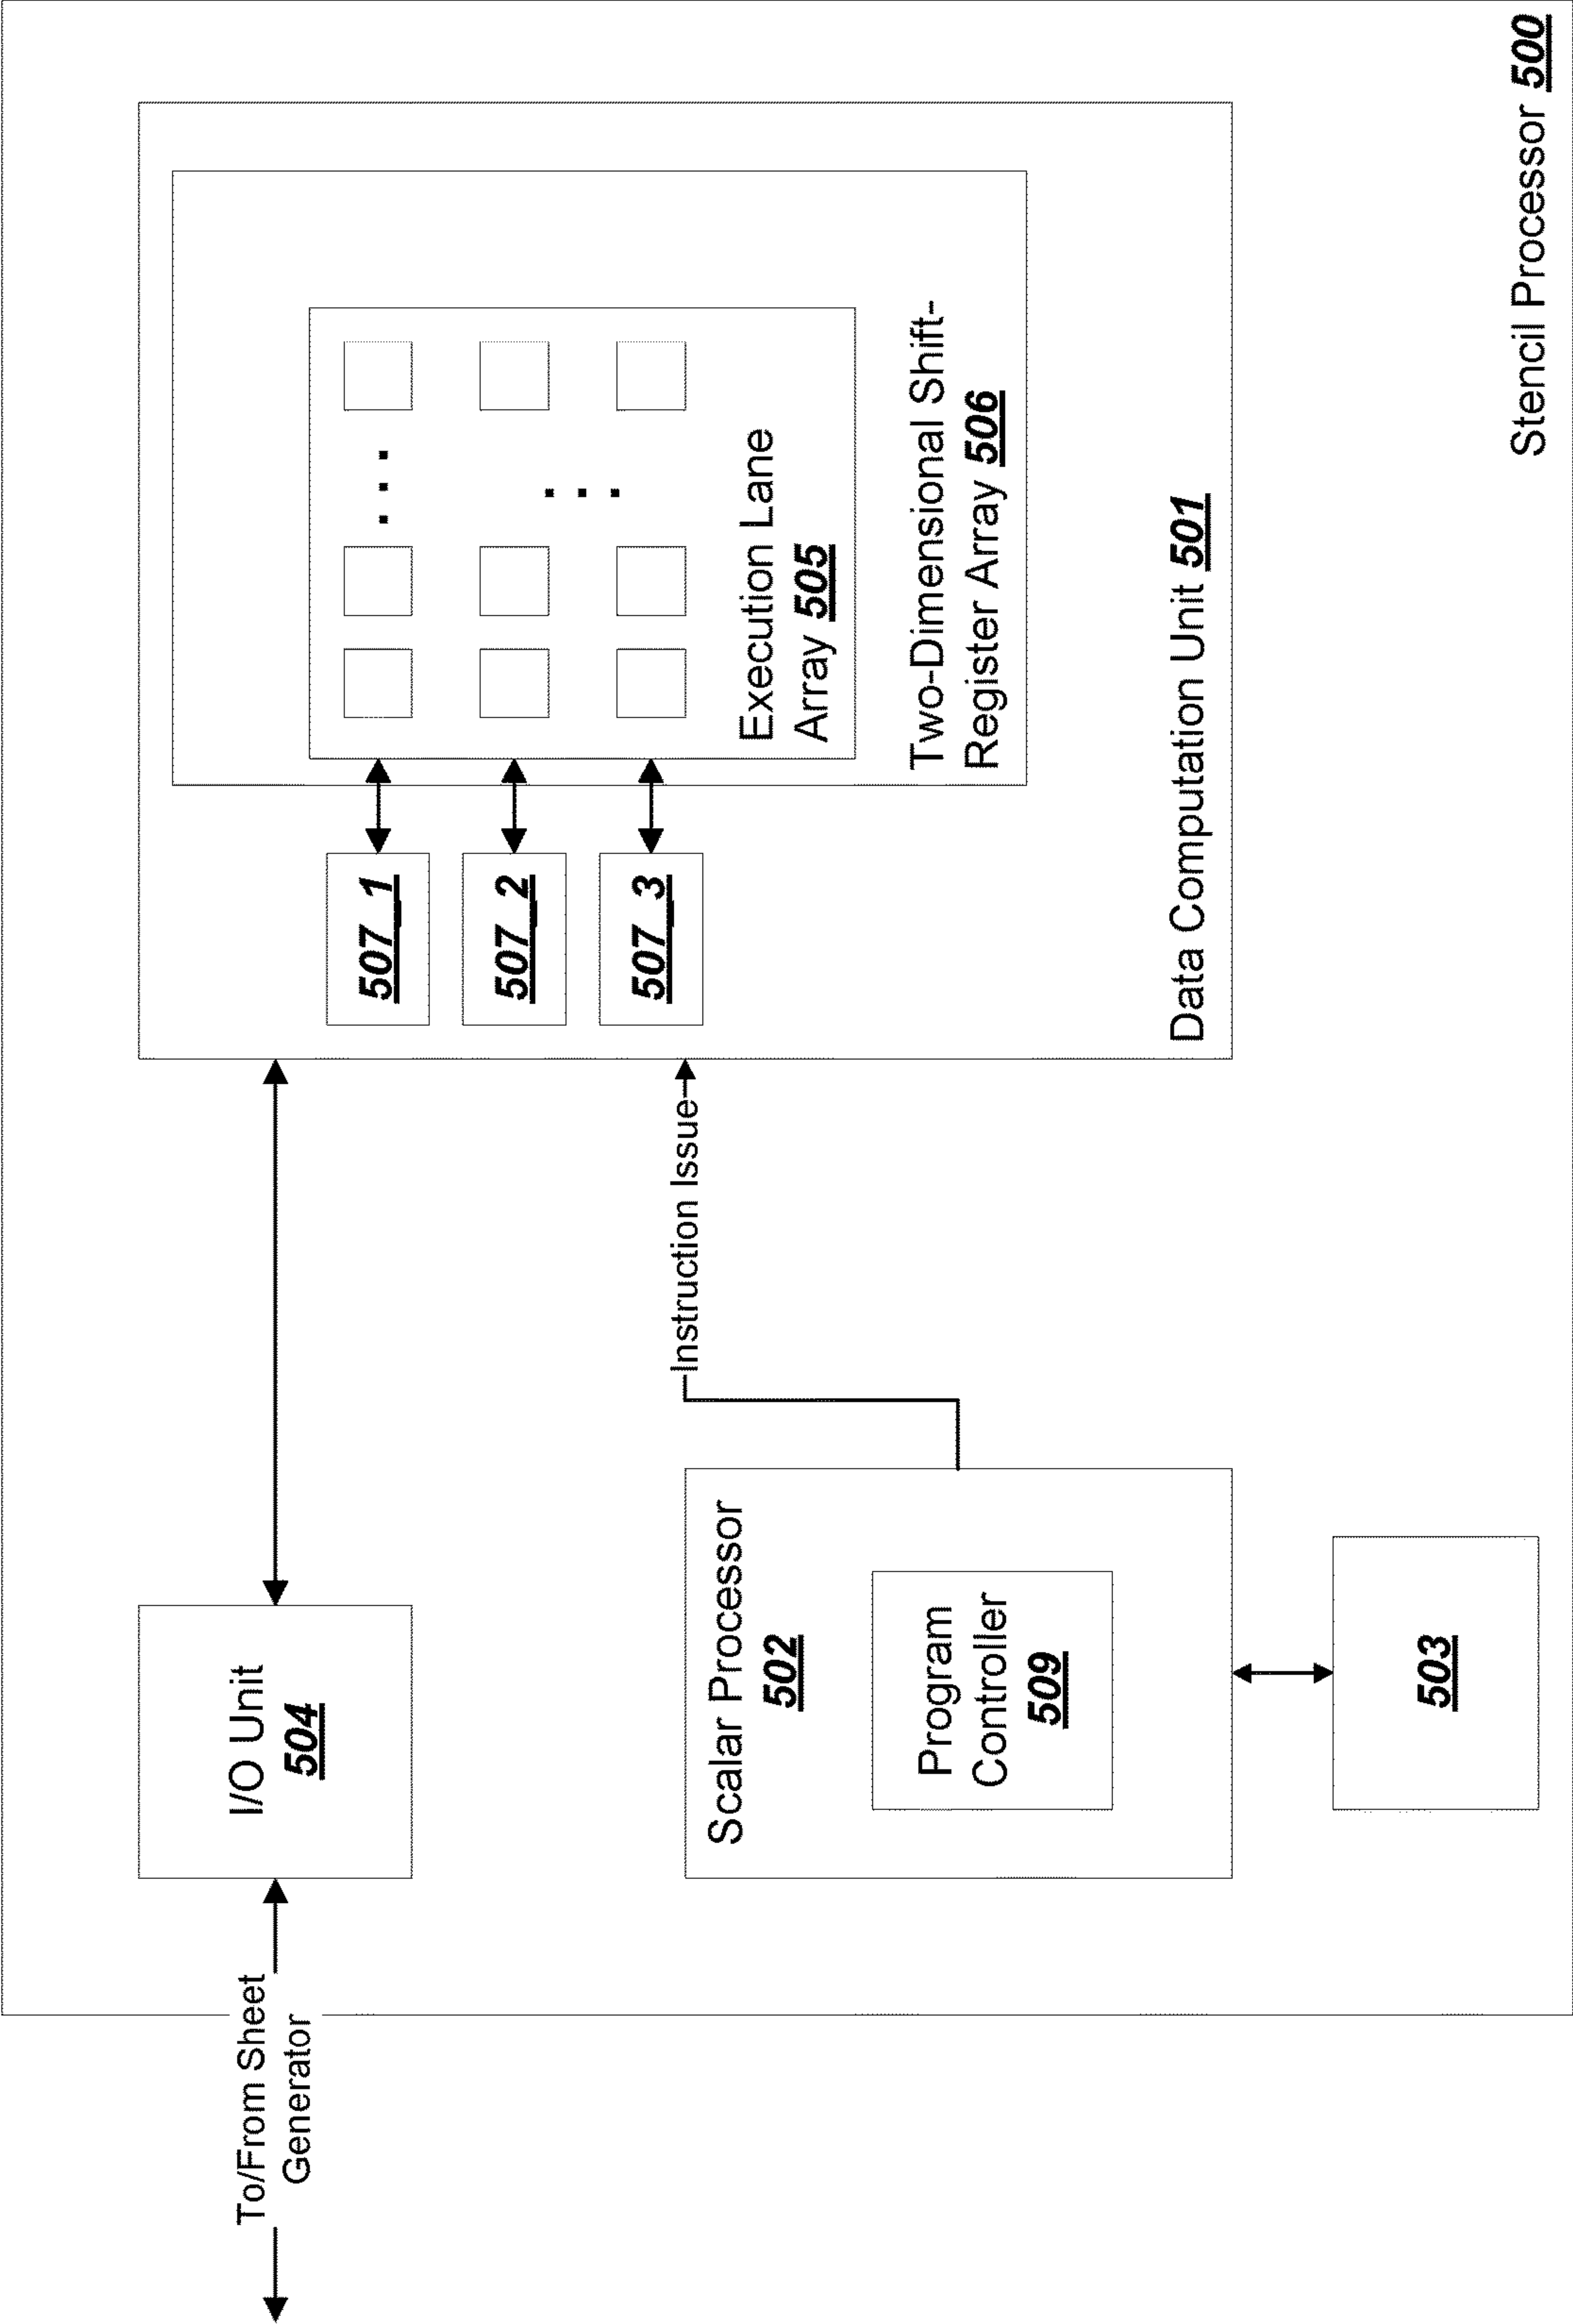 To/From Sheet
Generator
I/O Unit
504
Scalar Processor
502
Program
Controller
509
503
Instruction Issue
507_1
507_2
507_3
Execution Lane
Array 505
Two-Dimensional Shift-
Register Array 506
Data Computation Unit 501
Stencil Processor 500